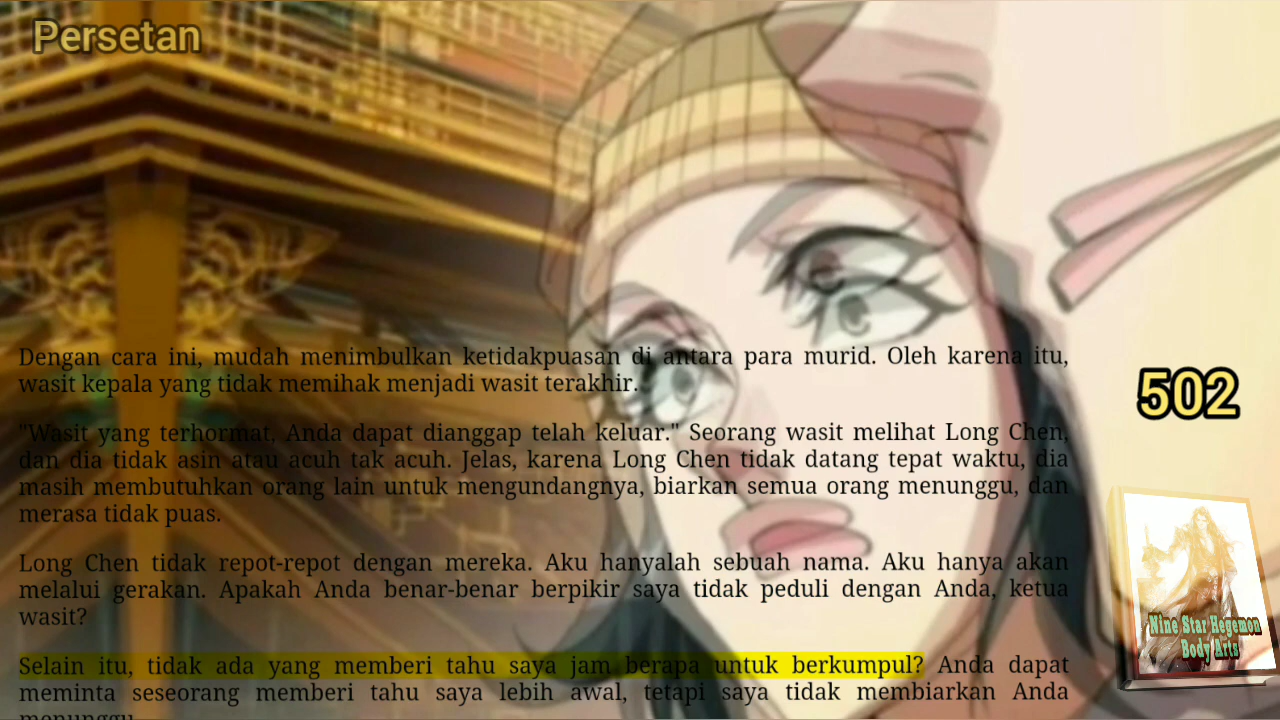 Persetan
Dengan cara ini, mudah menimbulkan ketidakpuasan di antara para murid. Oleh karena itu,
wasit kepala yang tidak memihak menjadi wasit terakhir.
"Wasit yang terhormat, Anda dapat dianggap telah keluar." Seorang wasit melihat Long Chen,
dan dia tidak asin atau acuh tak acuh. Jelas, karena Long Chen tidak datang tepat waktu, dia
masih membutuhkan orang lain untuk mengundangnya, biarkan semua orang menunggu, dan
merasa tidak puas.
Long Chen tidak repot-repot dengan mereka. Aku hanyalah sebuah nama. Aku hanya akan
melalui gerakan. Apakah Anda benar-benar berpikir saya tidak peduli dengan Anda, ketua
wasit?
Selain itu, tidak ada yang memberi tahu saya jam berapa untuk berkumpul? Anda dapat
meminta seseorang memberi tahu saya lebih awal, tetapi saya tidak membiarkan Anda
menunggu
502
Nine Star Hegemon
Body Arts